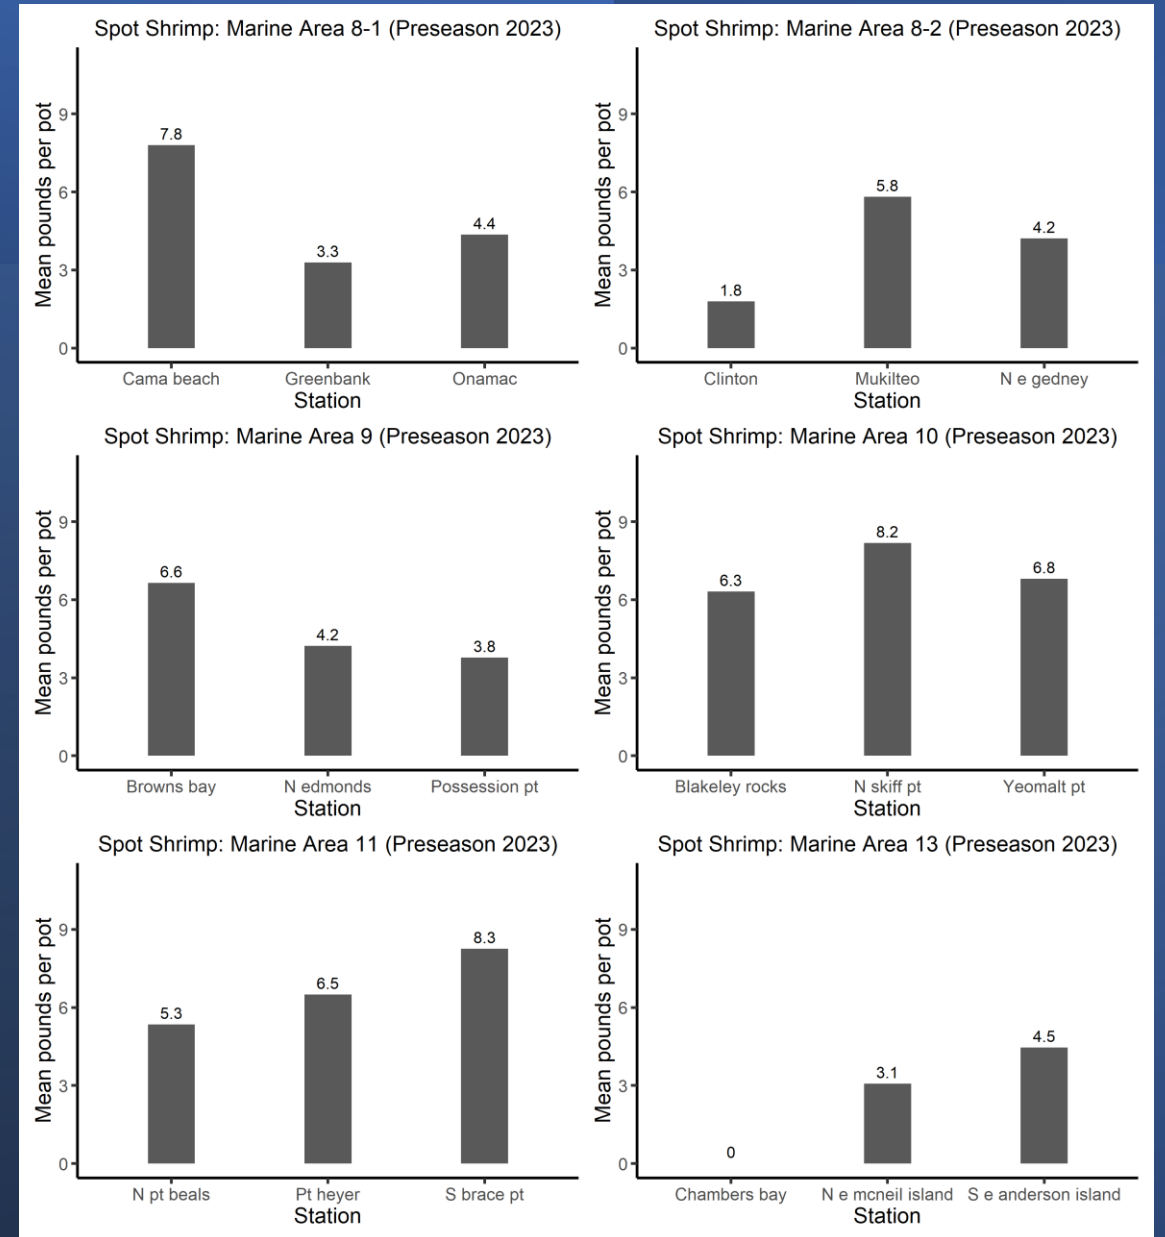 Spot Shrimp: Marine Area 8-1 (Preseason 2023)
Mean pounds per pot
9
6
3
0
7.8
3.3
4.4
Cama beach Greenbank Onamac
Station
Spot Shrimp: Marine Area 8-2 (Preseason 2023)
Mean pounds per pot
9
6
3
0
1.8
5.8
4.2
Clinton Mukilteo N e gedney
Station
Spot Shrimp: Marine Area 9 (Preseason 2023)
Mean pounds per pot
9
6
3
0
6.6
4.2
3.8
Browns bay N edmonds Possession pt
Station
Spot Shrimp: Marine Area 10 (Preseason 2023)
Mean pounds per pot
9
6
3
0
6.3
8.2
6.8
Blakeley rocks N skiff pt Yeomalt pt
Station
Spot Shrimp: Marine Area 11 (Preseason 2023)
Mean pounds per pot
9
6
3
0
5.3
6.5
8.3
N pt beals Pt heyer S brace pt
Station
Spot Shrimp: Marine Area 13 (Preseason 2023)
Mean pounds per pot
9
6
3
0
0
3.1
4.5
Chambers bay N e mcneil island S e anderson island
Station